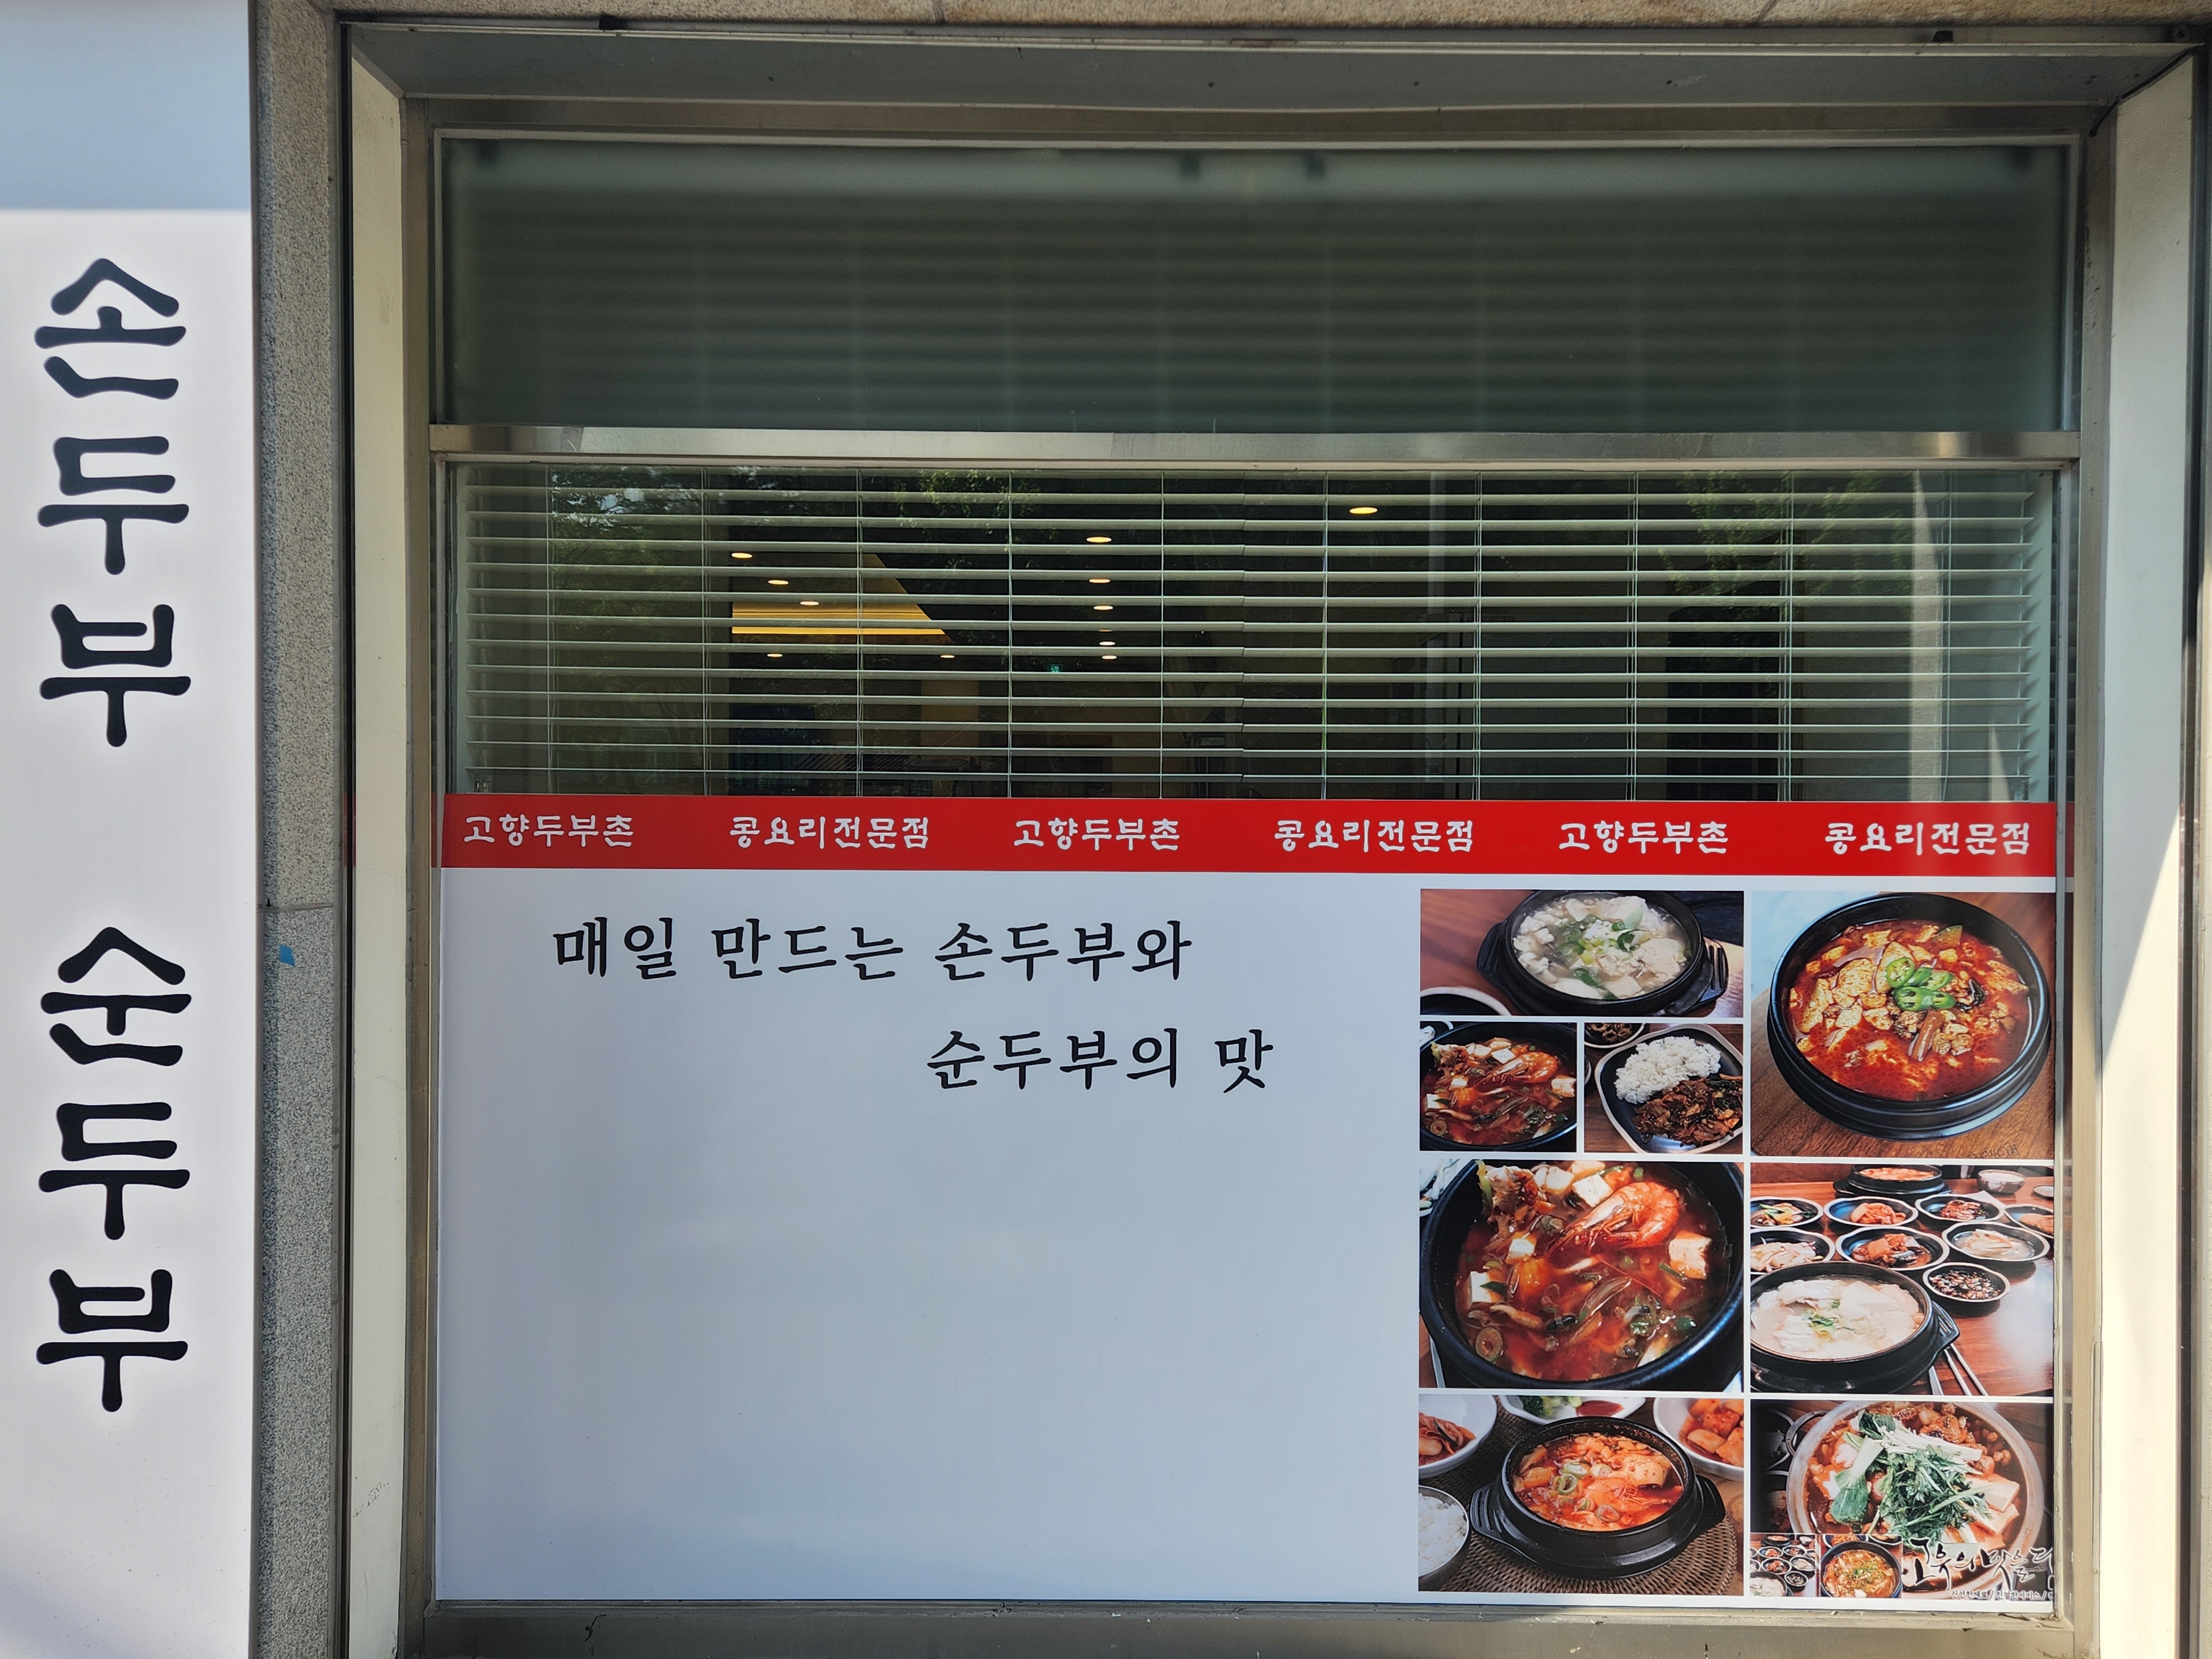 손두부 순두부
고향두부촌 콩요리전문점 고향두부촌 콩요리전문점 고향두부촌 콩요리전문점
매일 만드는 손두부와
순두부의 맛